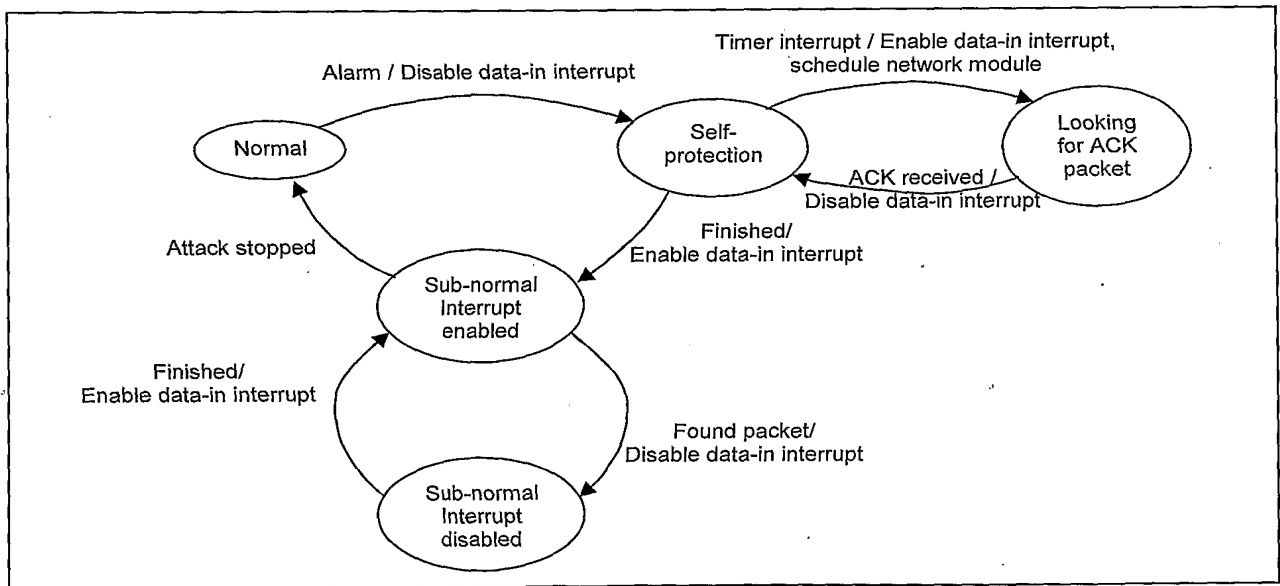 Timer interrupt / Enable data-in interrupt,
schedule network module
Alarm / Disable data-in interrupt
Normal
Self-
protection
Looking
for ACK
packet
ACK received /
Disable data-in interrupt
Attack stopped
Finished/
Enable data-in interrupt
Sub-normal
Interrupt
enabled
Finished/
Enable data-in interrupt
Found packet/
Disable data-in interrupt
Sub-normal
Interrupt
disabled